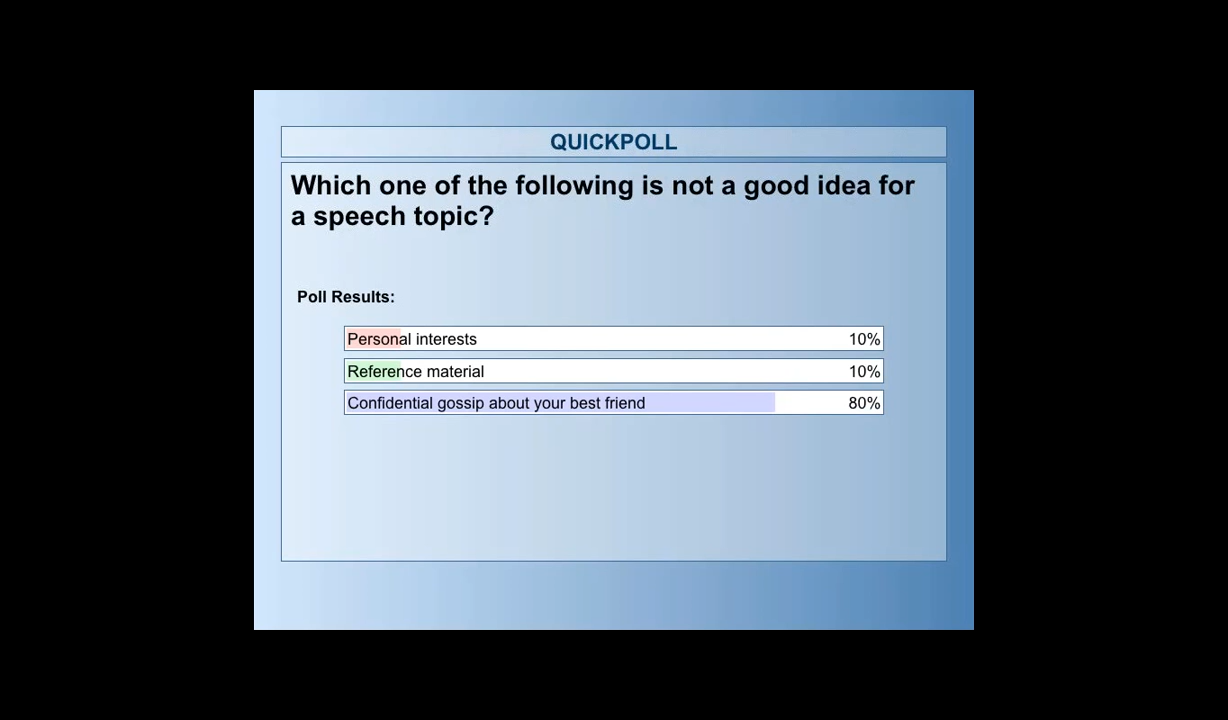 QUICKPOLL
Which one of the following is not a good idea for
a speech topic?
Poll Results:
Personal interests 10%
Reference material 10%
Confidential gossip about your best friend 80%